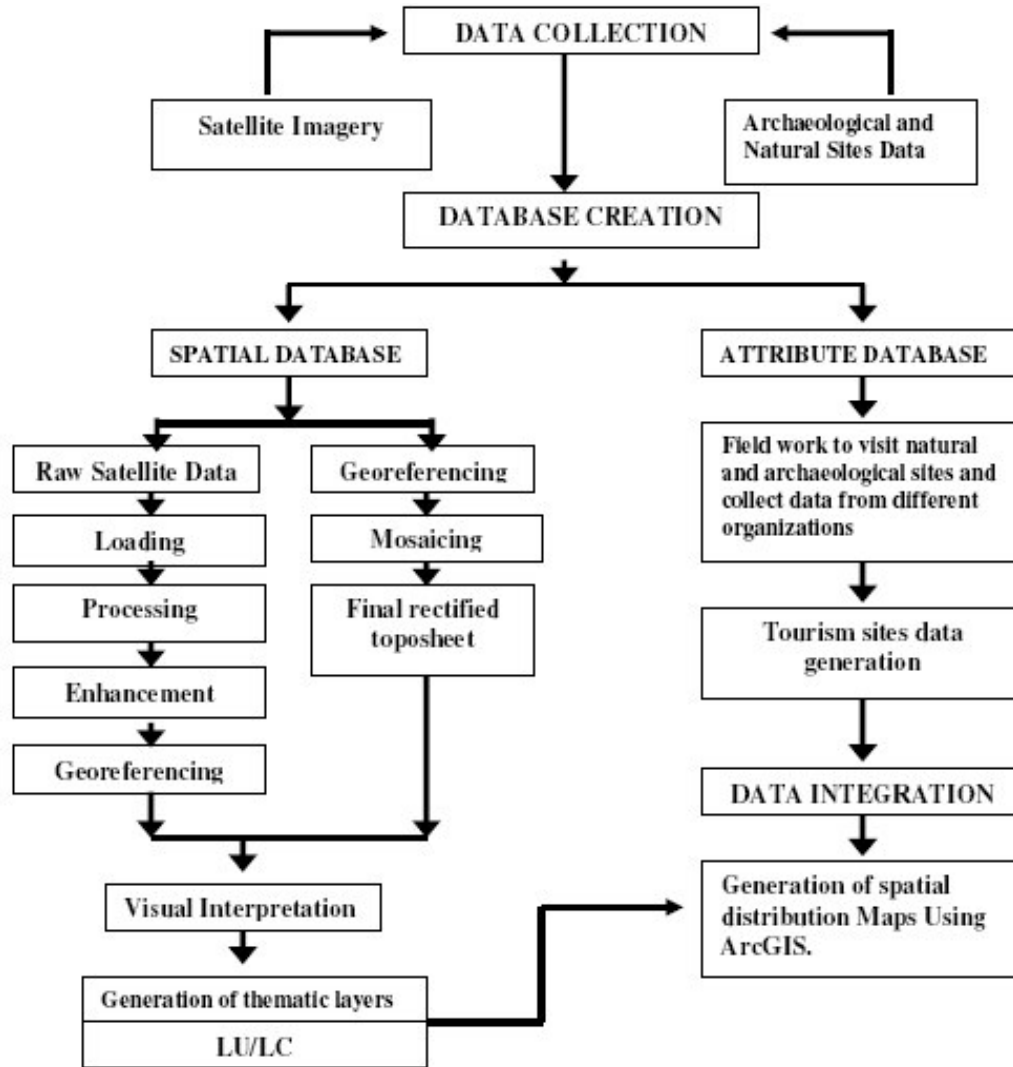 DATA COLLECTION
Satellite Imagery
Archaeological and
Natural Sites Data
DATABASE CREATION
SPATIAL DATABASE
ATTRIBUTE DATABASE
Raw Satellite Data
Loading
Processing
Enhancement
Georeferencing
Georeferencing
Mosaicing
Final rectified
toposheet
Visual Interpretation
Generation of thematic layers
LU/LC
Field work to visit natural
and archaeological sites and
collect data from different
organizations
Tourism sites data
generation
DATA INTEGRATION
Generation of spatial
distribution Maps Using
ArcGIS.